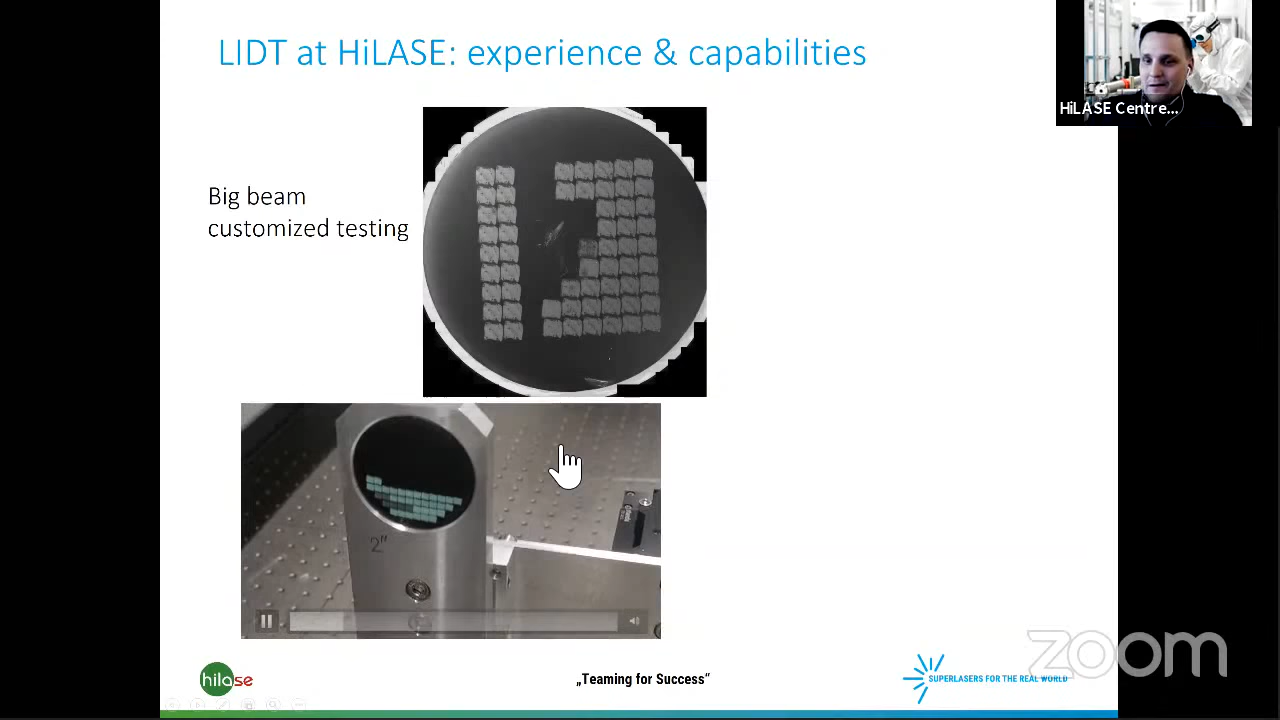 LIDT at HiLASE: experience & capabilities
HiLASE Centre...
Big beam
customized testing
2"
hilase
„Teaming for Success“
SUPERLASERS FOR THE REAL WORLD
zoom